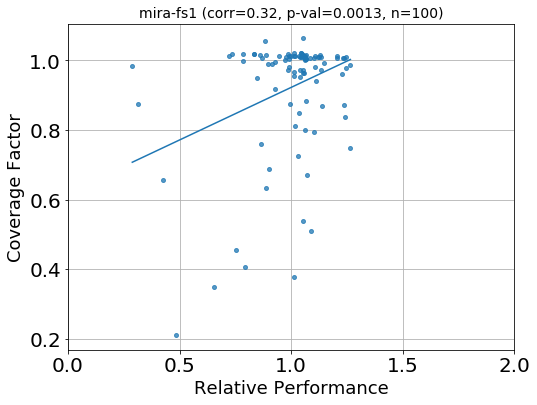 mira-fs1 (corr=0.32, p-val=0.0013, n=100)
Coverage Factor
1.0
0.8
0.6
0.4
0.2
0.0 0.5 1.0 1.5 2.0
Relative Performance